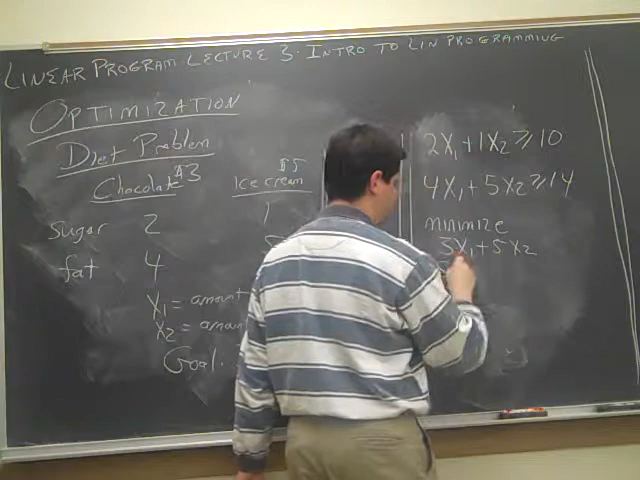 LINEAR PROGRAM LECTURE 3. INTRO TO LIN PROGRAMMING
OPTIMIZATION
Diet Problem
Chocolate $3
Ice cream $5
sugar 2 1
fat 4
X1 = amount
X2 = amoun
Goal.
2X1 + 1X2 ≥ 10
4X1 + 5X2 ≥ 14
minimize
3X1 + 5X2